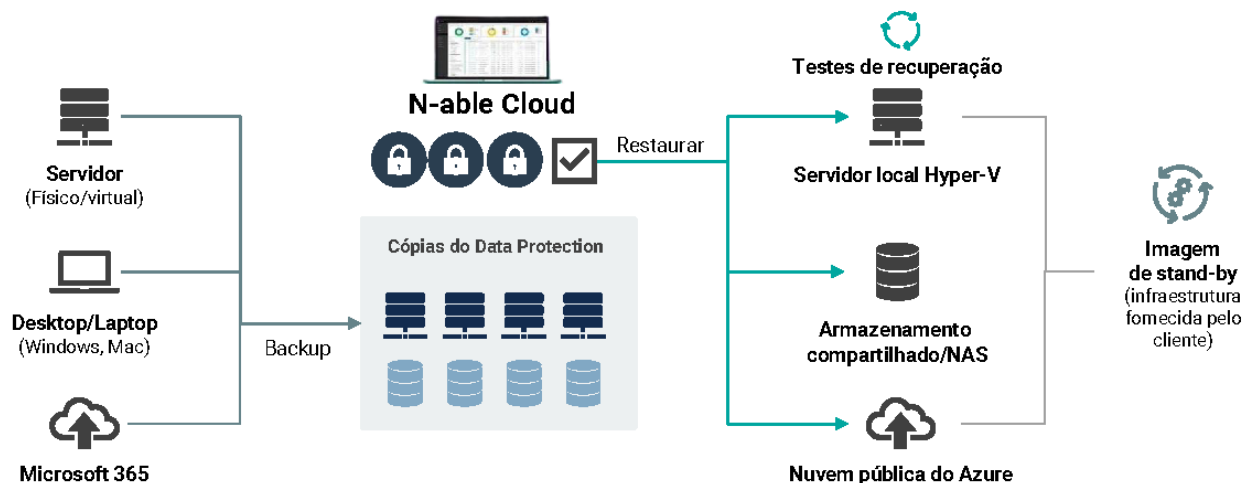 Servidor
(Físico/virtual)
Desktop/Laptop
(Windows, Mac)
Microsoft 365
Backup
N-able Cloud
Cópias do Data Protection
Restaurar
Testes de recuperação
Servidor local Hyper-V
Armazenamento
compartilhado/NAS
Nuvem pública do Azure
Imagem
de stand-by
(infraestrutura
fornecida pelo
cliente)